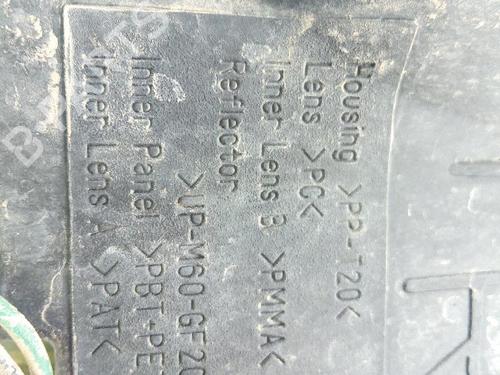 Housing >PP-T20<
Lens >PC<
Inner Lens B >PMMA<
Reflector
>UP-M60-GF20
Inner Panel >PBT-PE
Inner Lens A >PAT<
R